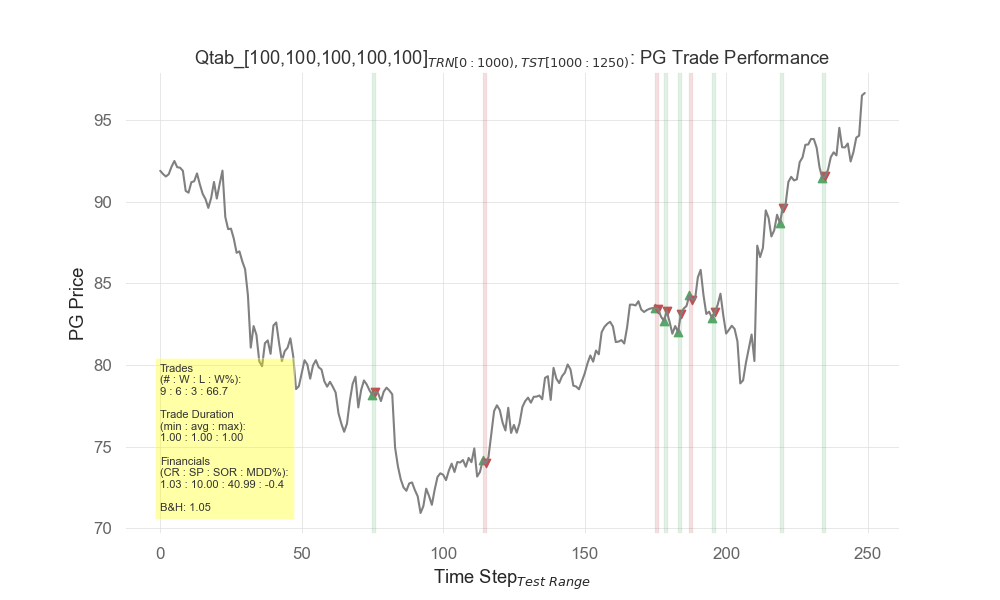 Qtab_[100,100,100,100,100]TRN[0 : 1000), TST[1000 : 1250): PG Trade Performance
PG Price
95
90
85
80
75
70
Trades
(# : W : L : W%):
9 : 6 : 3 : 66.7
Trade Duration
(min : avg : max):
1.00 : 1.00 : 1.00
Financials
(CR : SP : SOR : MDD%):
1.03 : 10.00 : 40.99 : -0.4
B&H: 1.05
0 50 100 150 200 250
Time StepTest Range